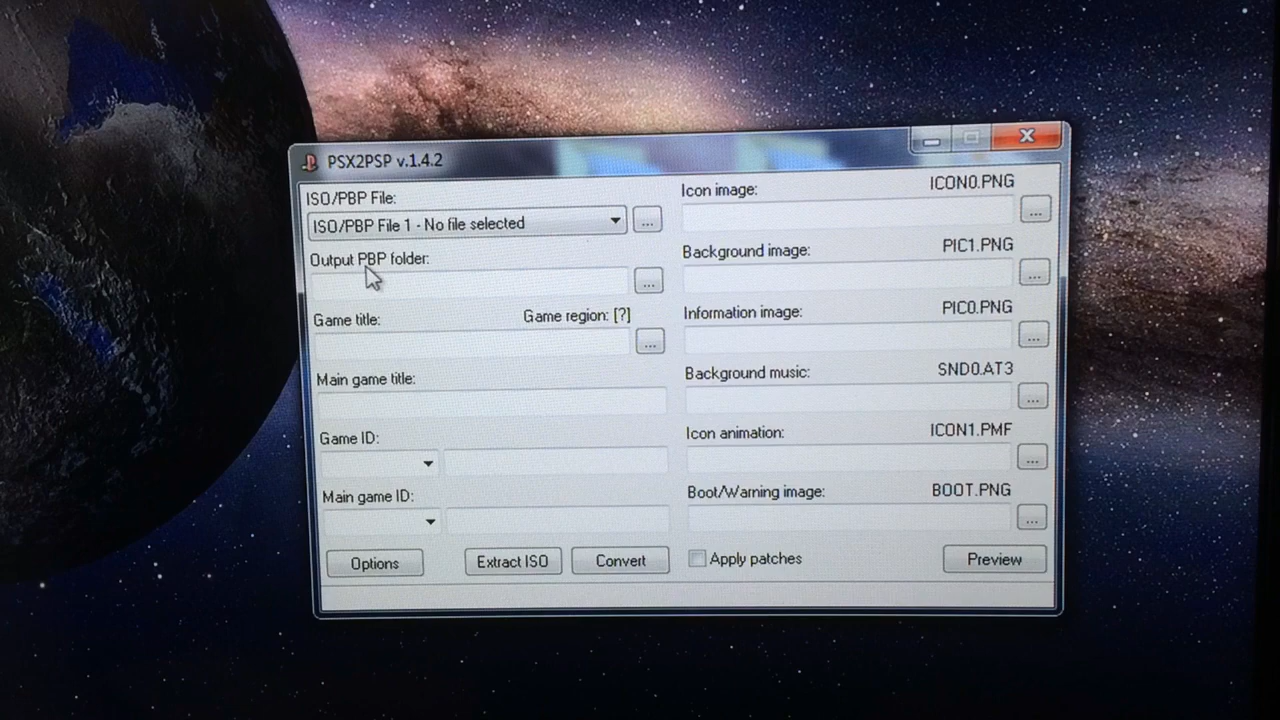 PSX2PSP v.1.4.2
ISO/PBP File:
ISO/PBP File 1 - No file selected
...
Output PBP folder:
...
Game title:
Game region: [?]
...
Main game title:
Game ID:
Main game ID:
Options
Extract ISO
Convert
Icon image:
ICON0.PNG
...
Background image:
PIC1.PNG
...
Information image:
PIC0.PNG
...
Background music:
SND0.AT3
...
Icon animation:
ICON1.PMF
...
Boot/Warning image:
BOOT.PNG
...
Apply patches
Preview